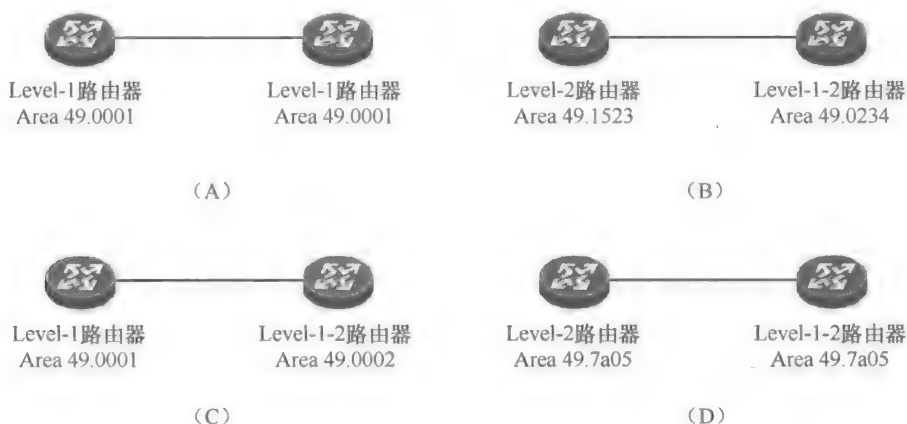 Level-1路由器
Area 49.0001
Level-1路由器
Area 49.0001
（A）
Level-2路由器
Area 49.1523
Level-1-2路由器
Area 49.0234
（B）
Level-1路由器
Area 49.0001
Level-1-2路由器
Area 49.0002
（C）
Level-2路由器
Area 49.7a05
Level-1-2路由器
Area 49.7a05
（D）